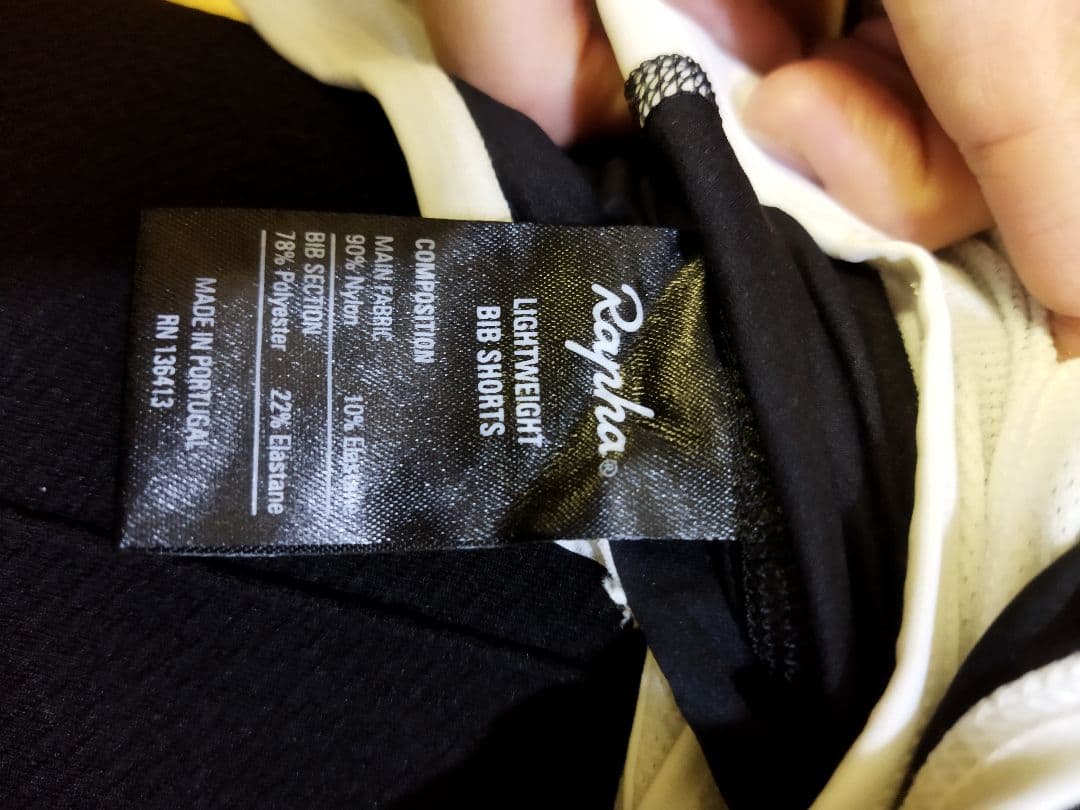 Rapha®
LIGHTWEIGHT
BIB SHORTS
COMPOSITION
MAIN FABRIC
90% Nylon 10% Elastane
BIB SECTION
78% Polyester 22% Elastane
MADE IN PORTUGAL
RN 136413